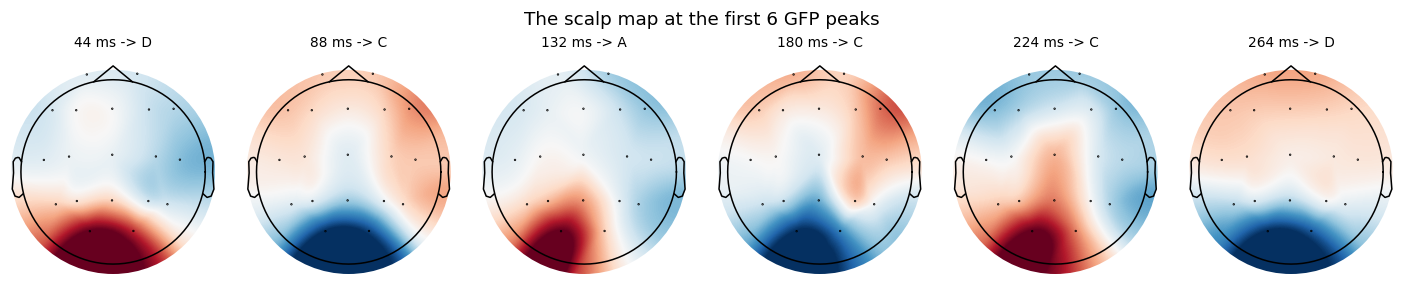 The scalp map at the first 6 GFP peaks
44 ms -> D
88 ms -> C
132 ms -> A
180 ms -> C
224 ms -> C
264 ms -> D